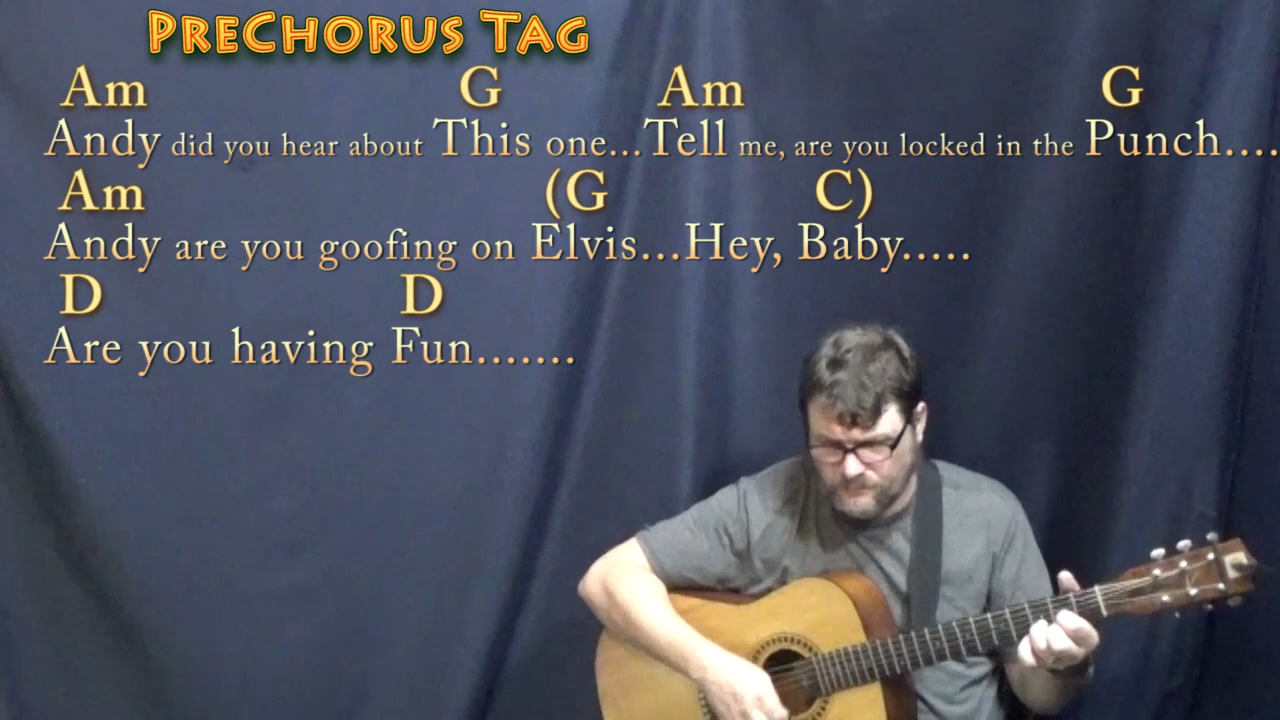 PreChorus Tag
Am G Am G
Andy did you hear about This one...Tell me, are you locked in the Punch....
Am (G C)
Andy are you goofing on Elvis...Hey, Baby.....
D D
Are you having Fun.......